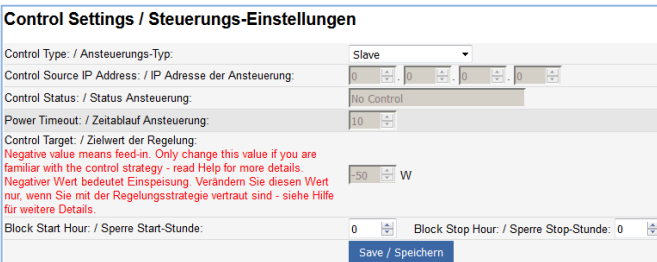 Control Settings / Steuerungs-Einstellungen
Control Type: / Ansteuerungs-Typ: Slave
Control Source IP Address: / IP Adresse der Ansteuerung: 0 . 0 . 0 . 0
Control Status: / Status Ansteuerung: No Control
Power Timeout: / Zeitablauf Ansteuerung: 10
Control Target: / Zielwert der Regelung:
Negative value means feed-in. Only change this value if you are
familiar with the control strategy - read Help for more details.
Negativer Wert bedeutet Einspeisung. Verändern Sie diesen Wert
nur, wenn Sie mit der Regelungsstrategie vertraut sind - siehe Hilfe
für weitere Details.
-50 W
Block Start Hour: / Sperre Start-Stunde: 0 Block Stop Hour: / Sperre Stop-Stunde: 0
Save / Speichern